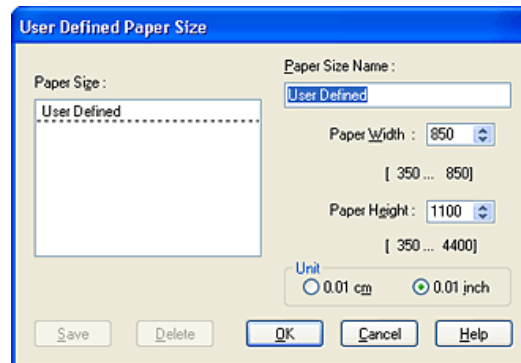 User Defined Paper Size
Paper Size :
User Defined
Paper Size Name :
User Defined
Paper Width : 850
[ 350 ... 850]
Paper Height : 1100
[ 350 ... 4400]
Unit
0.01 cm 0.01 inch
Save Delete OK Cancel Help